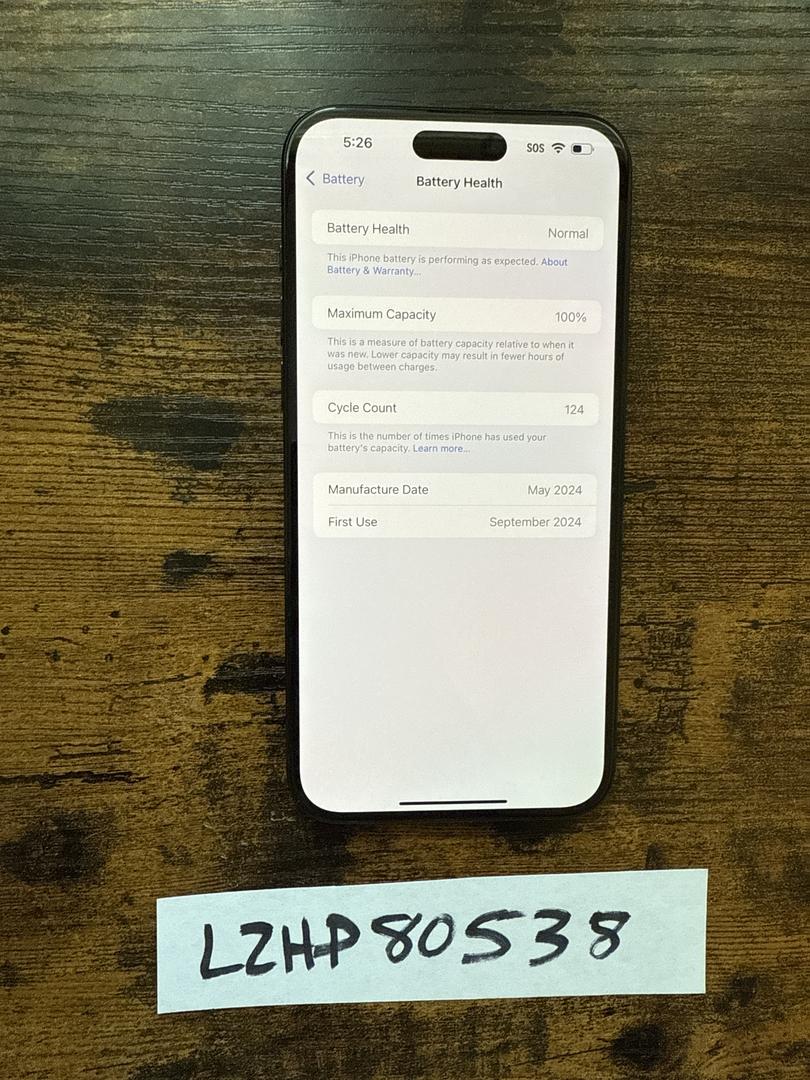 5:26 SOS
Battery Battery Health
Battery Health Normal
This iPhone battery is performing as expected. About
Battery & Warranty...
Maximum Capacity 100%
This is a measure of battery capacity relative to when it
was new. Lower capacity may result in fewer hours of
usage between charges.
Cycle Count 124
This is the number of times iPhone has used your
battery's capacity. Learn more...
Manufacture Date May 2024
First Use September 2024
LZHP80538